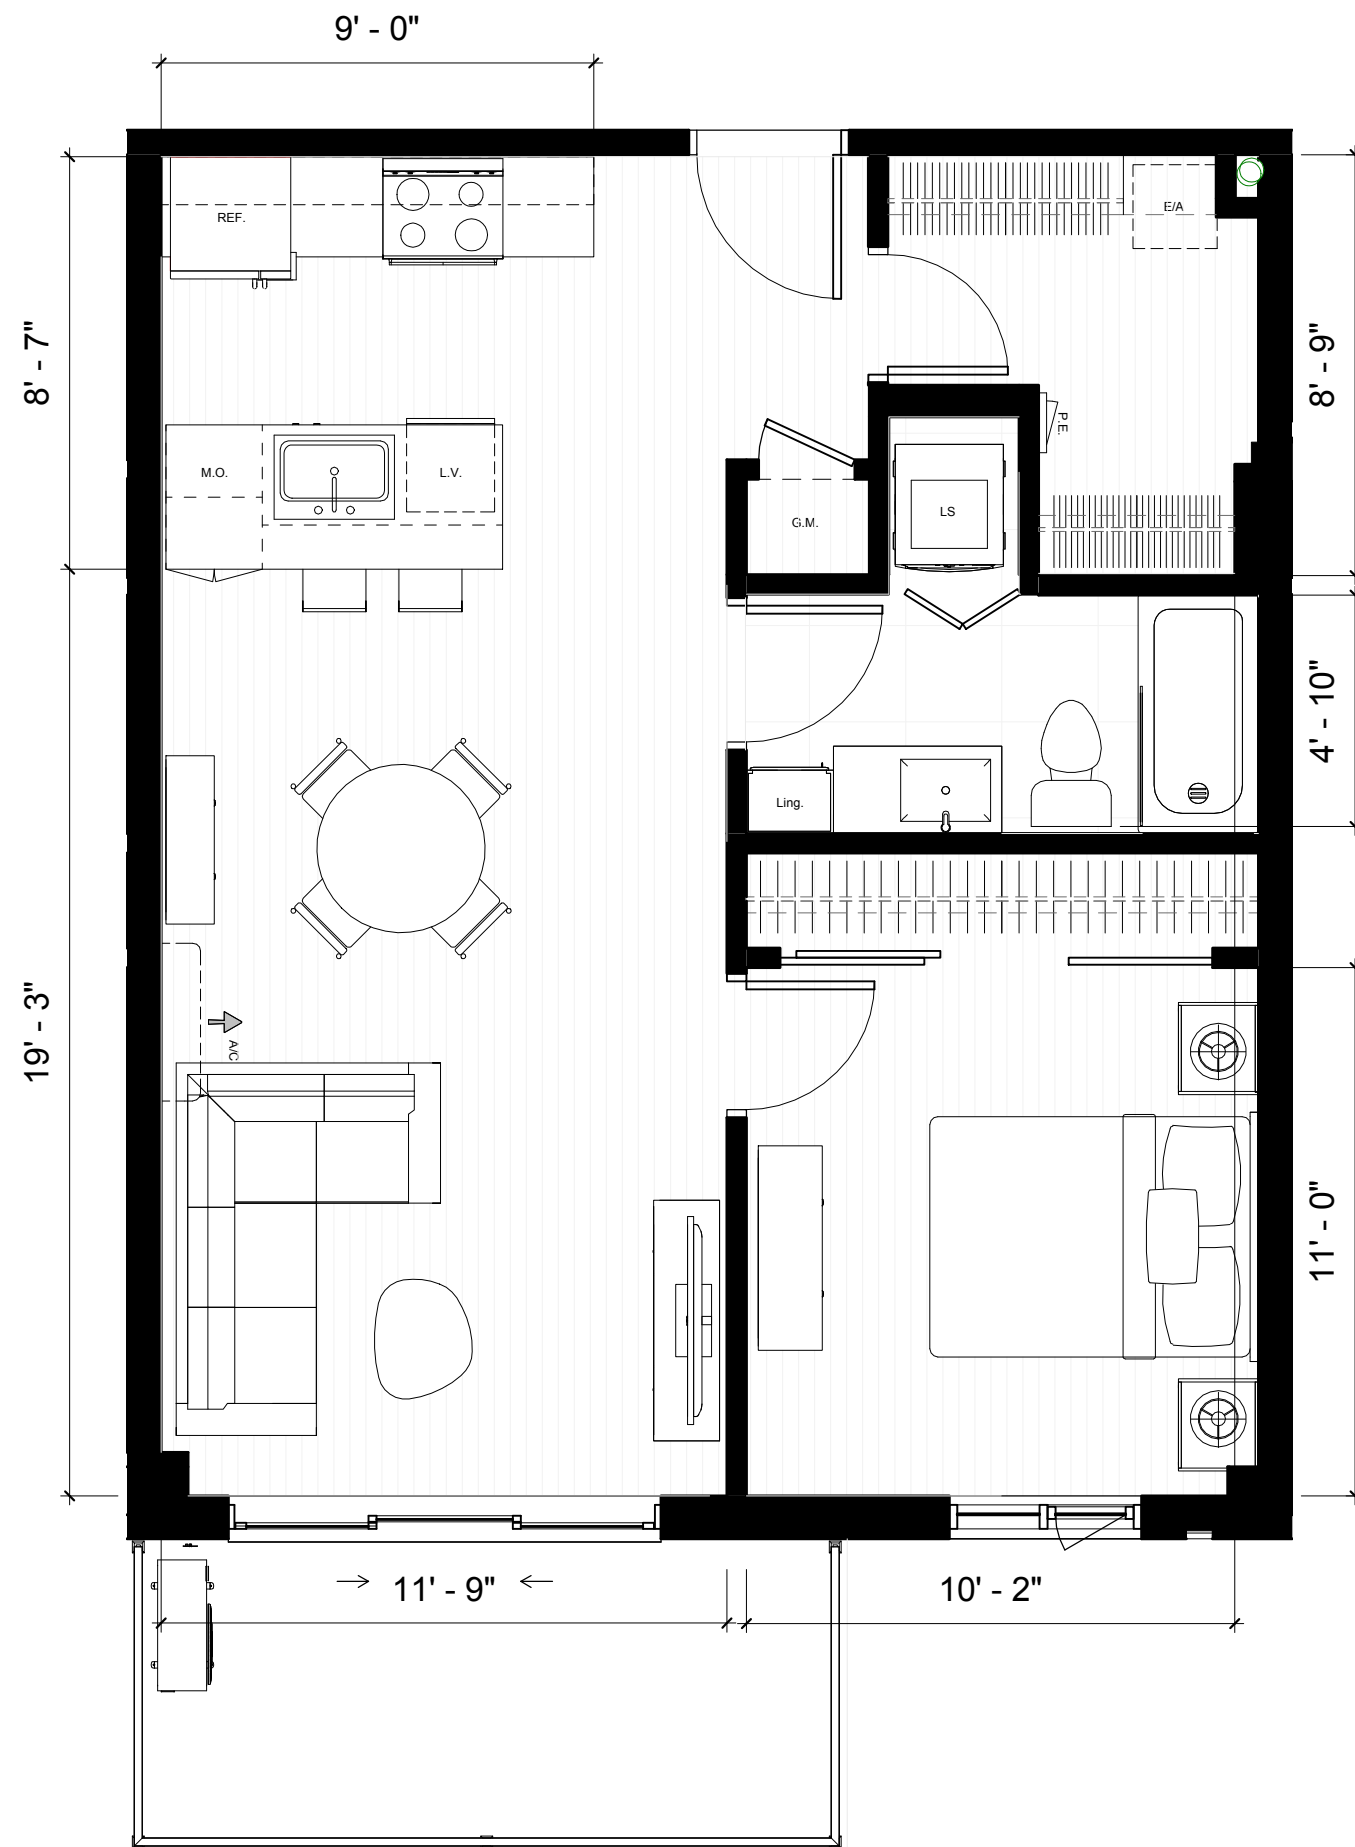 9' - 0"
REF.
E/A
8' - 7"
8' - 9"
P.E.
M.O.
L.V.
G.M.
LS
4' - 10"
Ling.
19' - 3"
A/C
11' - 0"
11' - 9"
10' - 2"